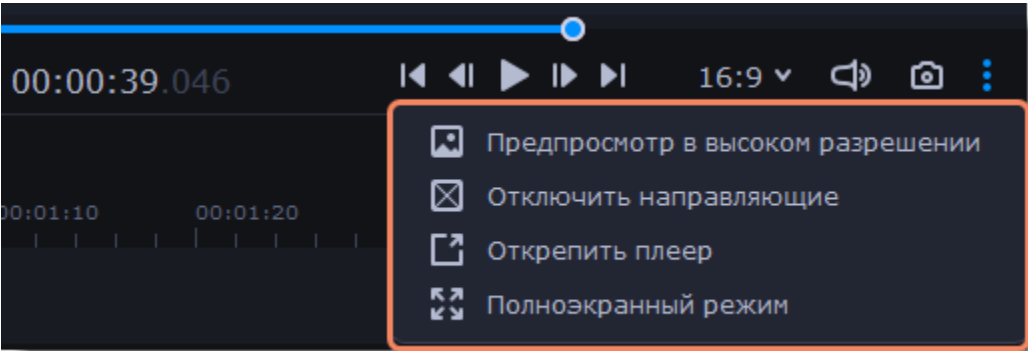 00:00:39.046
16:9
Предпросмотр в высоком разрешении
Отключить направляющие
00:01:10 00:01:20
Открепить плеер
Полноэкранный режим